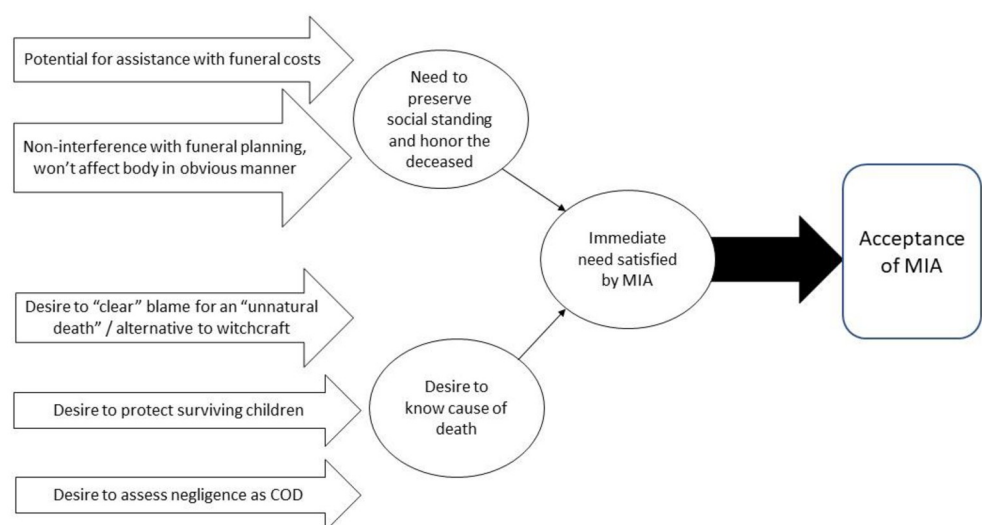 Potential for assistance with funeral costs
Non-interference with funeral planning,
won't affect body in obvious manner
Need to
preserve
social standing
and honor the
deceased
Desire to “clear” blame for an “unnatural
death” / alternative to witchcraft
Desire to protect surviving children
Desire to assess negligence as COD
Desire to
know cause of
death
Immediate
need satisfied
by MIA
Acceptance
of MIA